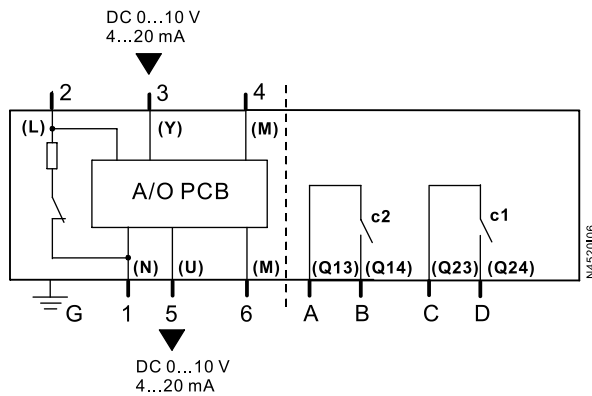 DC 0...10 V
4...20 mA
2 3 4
(L) (Y) (M)
A/O PCB
c2 c1
(N) (U) (M) (Q13) (Q14) (Q23) (Q24)
G 1 5 6 A B C D
DC 0...10 V
4...20 mA
N4520I06